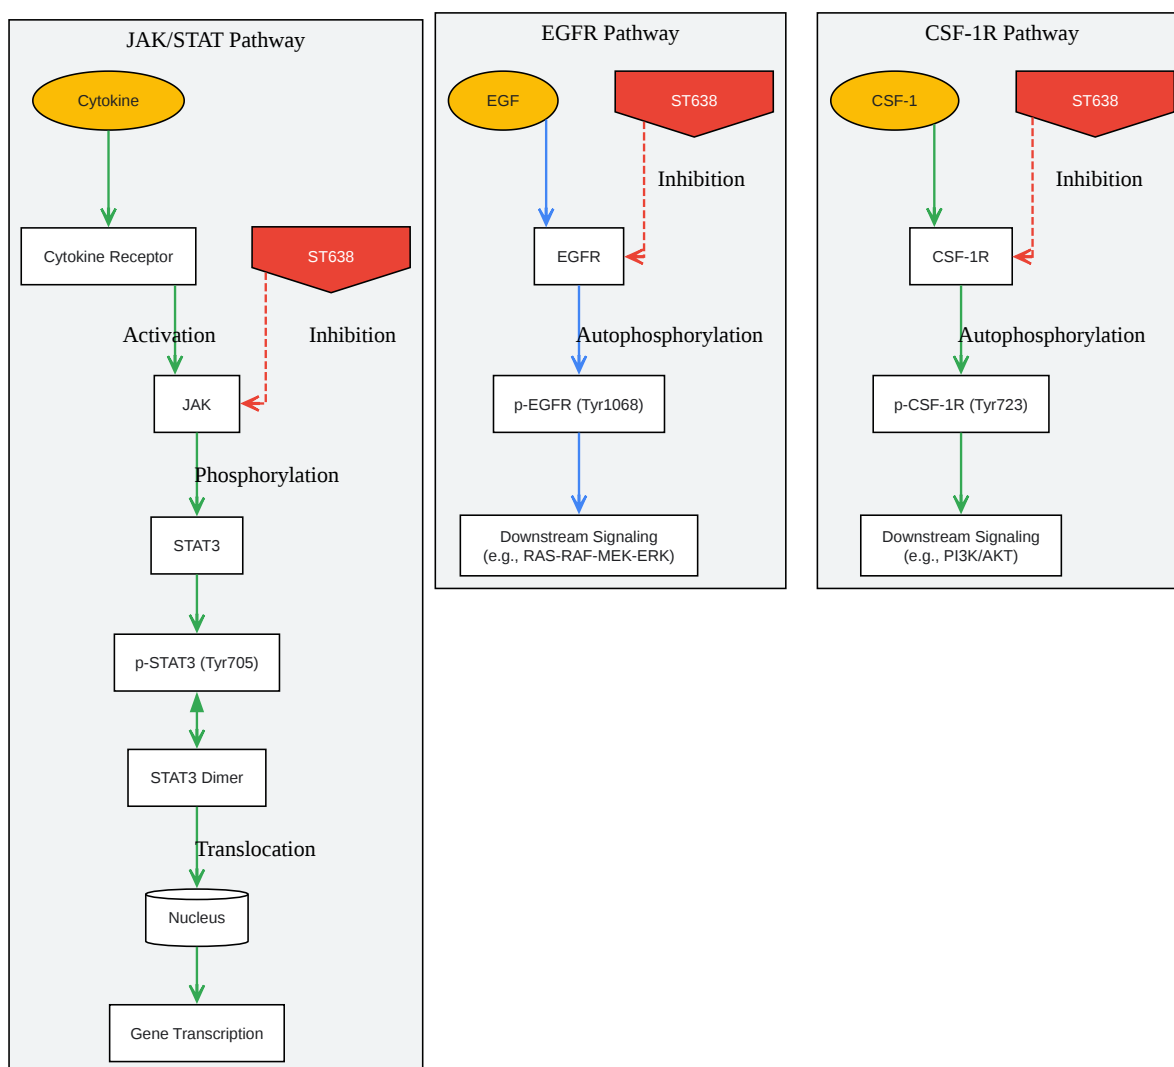 JAK/STAT Pathway
Cytokine
Cytokine Receptor
ST638
Activation
Inhibition
JAK
Phosphorylation
STAT3
p-STAT3 (Tyr705)
STAT3 Dimer
Translocation
Nucleus
Gene Transcription
EGFR Pathway
EGF
ST638
Inhibition
EGFR
Autophosphorylation
p-EGFR (Tyr1068)
Downstream Signaling
(e.g., RAS-RAF-MEK-ERK)
CSF-1R Pathway
CSF-1
ST638
Inhibition
CSF-1R
Autophosphorylation
p-CSF-1R (Tyr723)
Downstream Signaling
(e.g., PI3K/AKT)